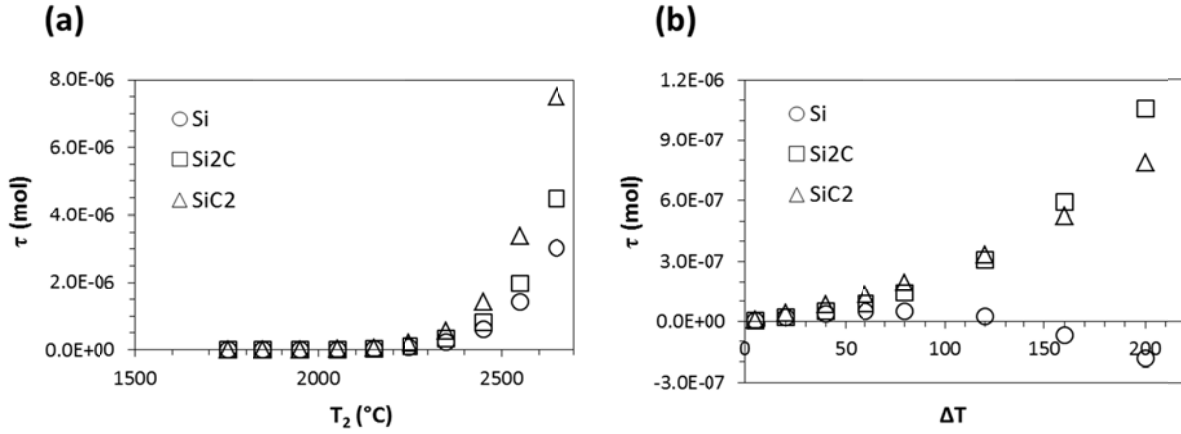 (a)
8.0E-06
6.0E-06
4.0E-06
2.0E-06
0.0E+00
τ (mol)
Si
Si2C
SiC2
1500
2000
2500
T₂ (°C)
(b)
1.2E-06
9.0E-07
6.0E-07
3.0E-07
0.0E+00
-3.0E-07
τ (mol)
Si
Si2C
SiC2
0
50
100
150
200
ΔT